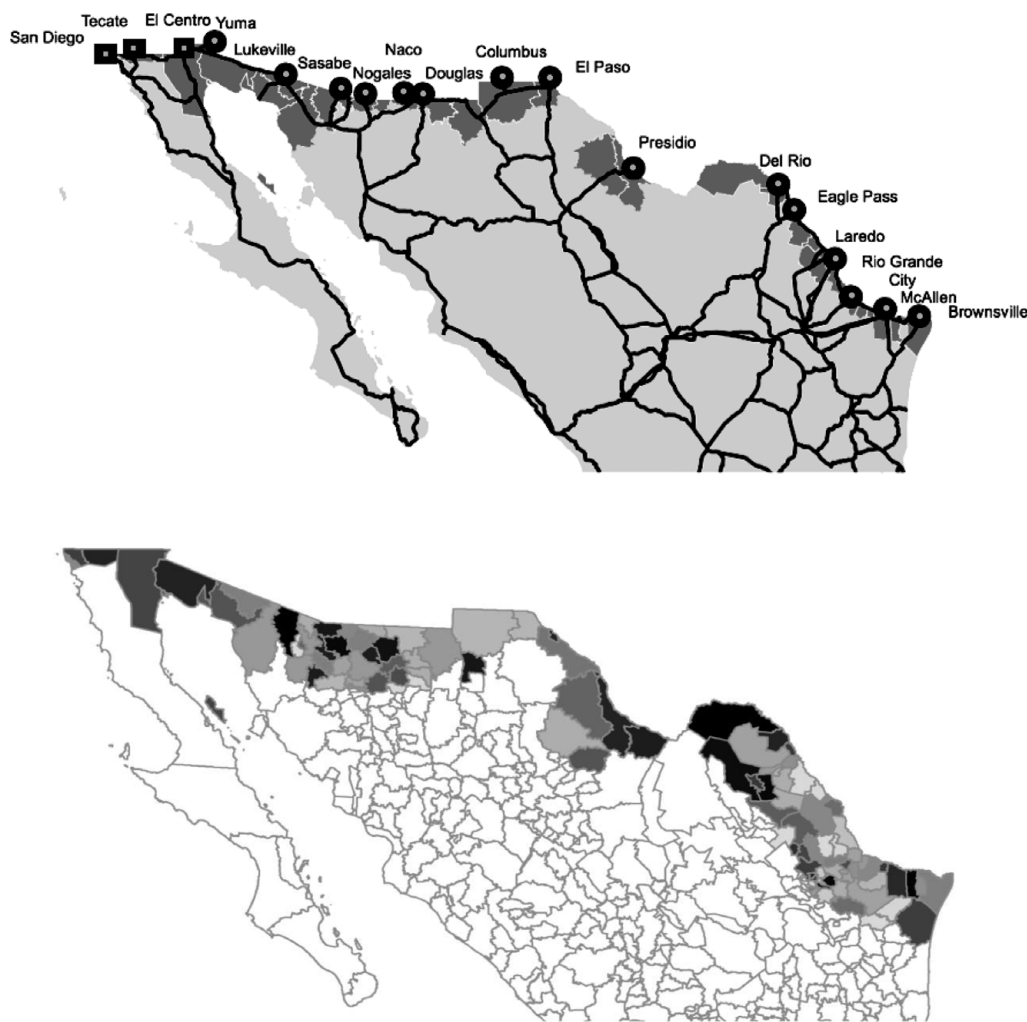 Tecate
El Centro
Yuma
San Diego
Lukeville
Naco
Columbus
Sasabe
Nogales
Douglas
El Paso
Presidio
Del Rio
Eagle Pass
Laredo
Rio Grande
City
McAllen
Brownsville